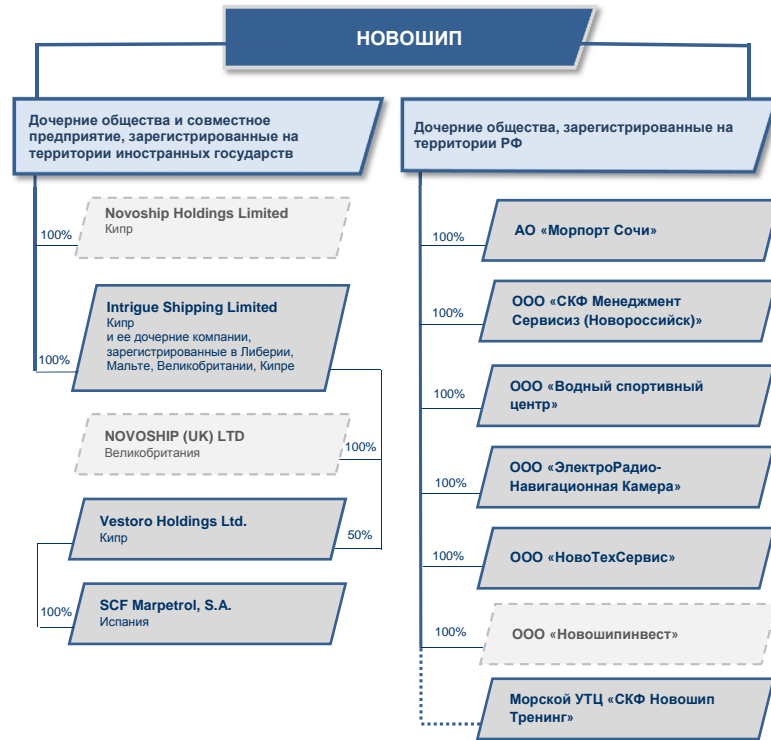 НОВОШИП
Дочерние общества и совместное
предприятие, зарегистрированные на
территории иностранных государств
Novoship Holdings Limited
Кипр
100%
Intrigue Shipping Limited
Кипр
и ее дочерние компании,
зарегистрированные в Либерии,
Мальте, Великобритании, Кипре
100%
NOVOSHIP (UK) LTD
Великобритания
100%
Vestoro Holdings Ltd.
Кипр
50%
SCF Marpetrol, S.A.
Испания
100%
Дочерние общества, зарегистрированные на
территории РФ
АО «Морпорт Сочи»
100%
ООО «СКФ Менеджмент
Сервисиз (Новороссийск)»
100%
ООО «Водный спортивный
центр»
100%
ООО «ЭлектроРадио-
Навигационная Камера»
100%
ООО «НовоТехСервис»
100%
ООО «Новошипинвест»
100%
Морской УТЦ «СКФ Новошип
Тренинг»